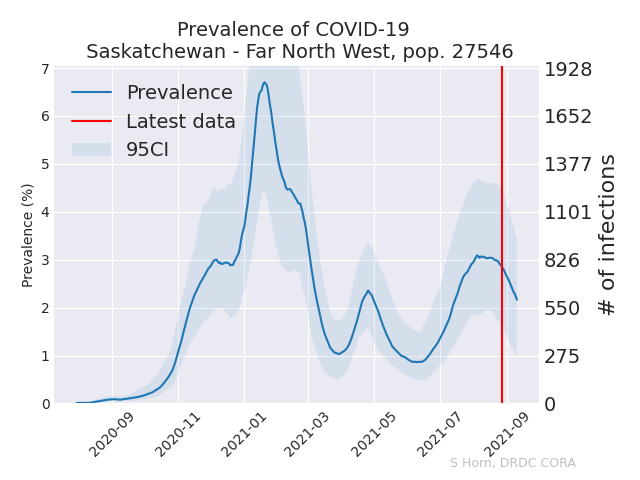 Prevalence of COVID-19
Saskatchewan - Far North West, pop. 27546
Prevalence
Latest data
95CI
Prevalence (%)
7
6
5
4
3
2
1
0
1928
1652
1377
1101
826
550
275
0
# of infections
2020-09
2020-11
2021-01
2021-03
2021-05
2021-07
2021-09
S Horn, DRDC CORA